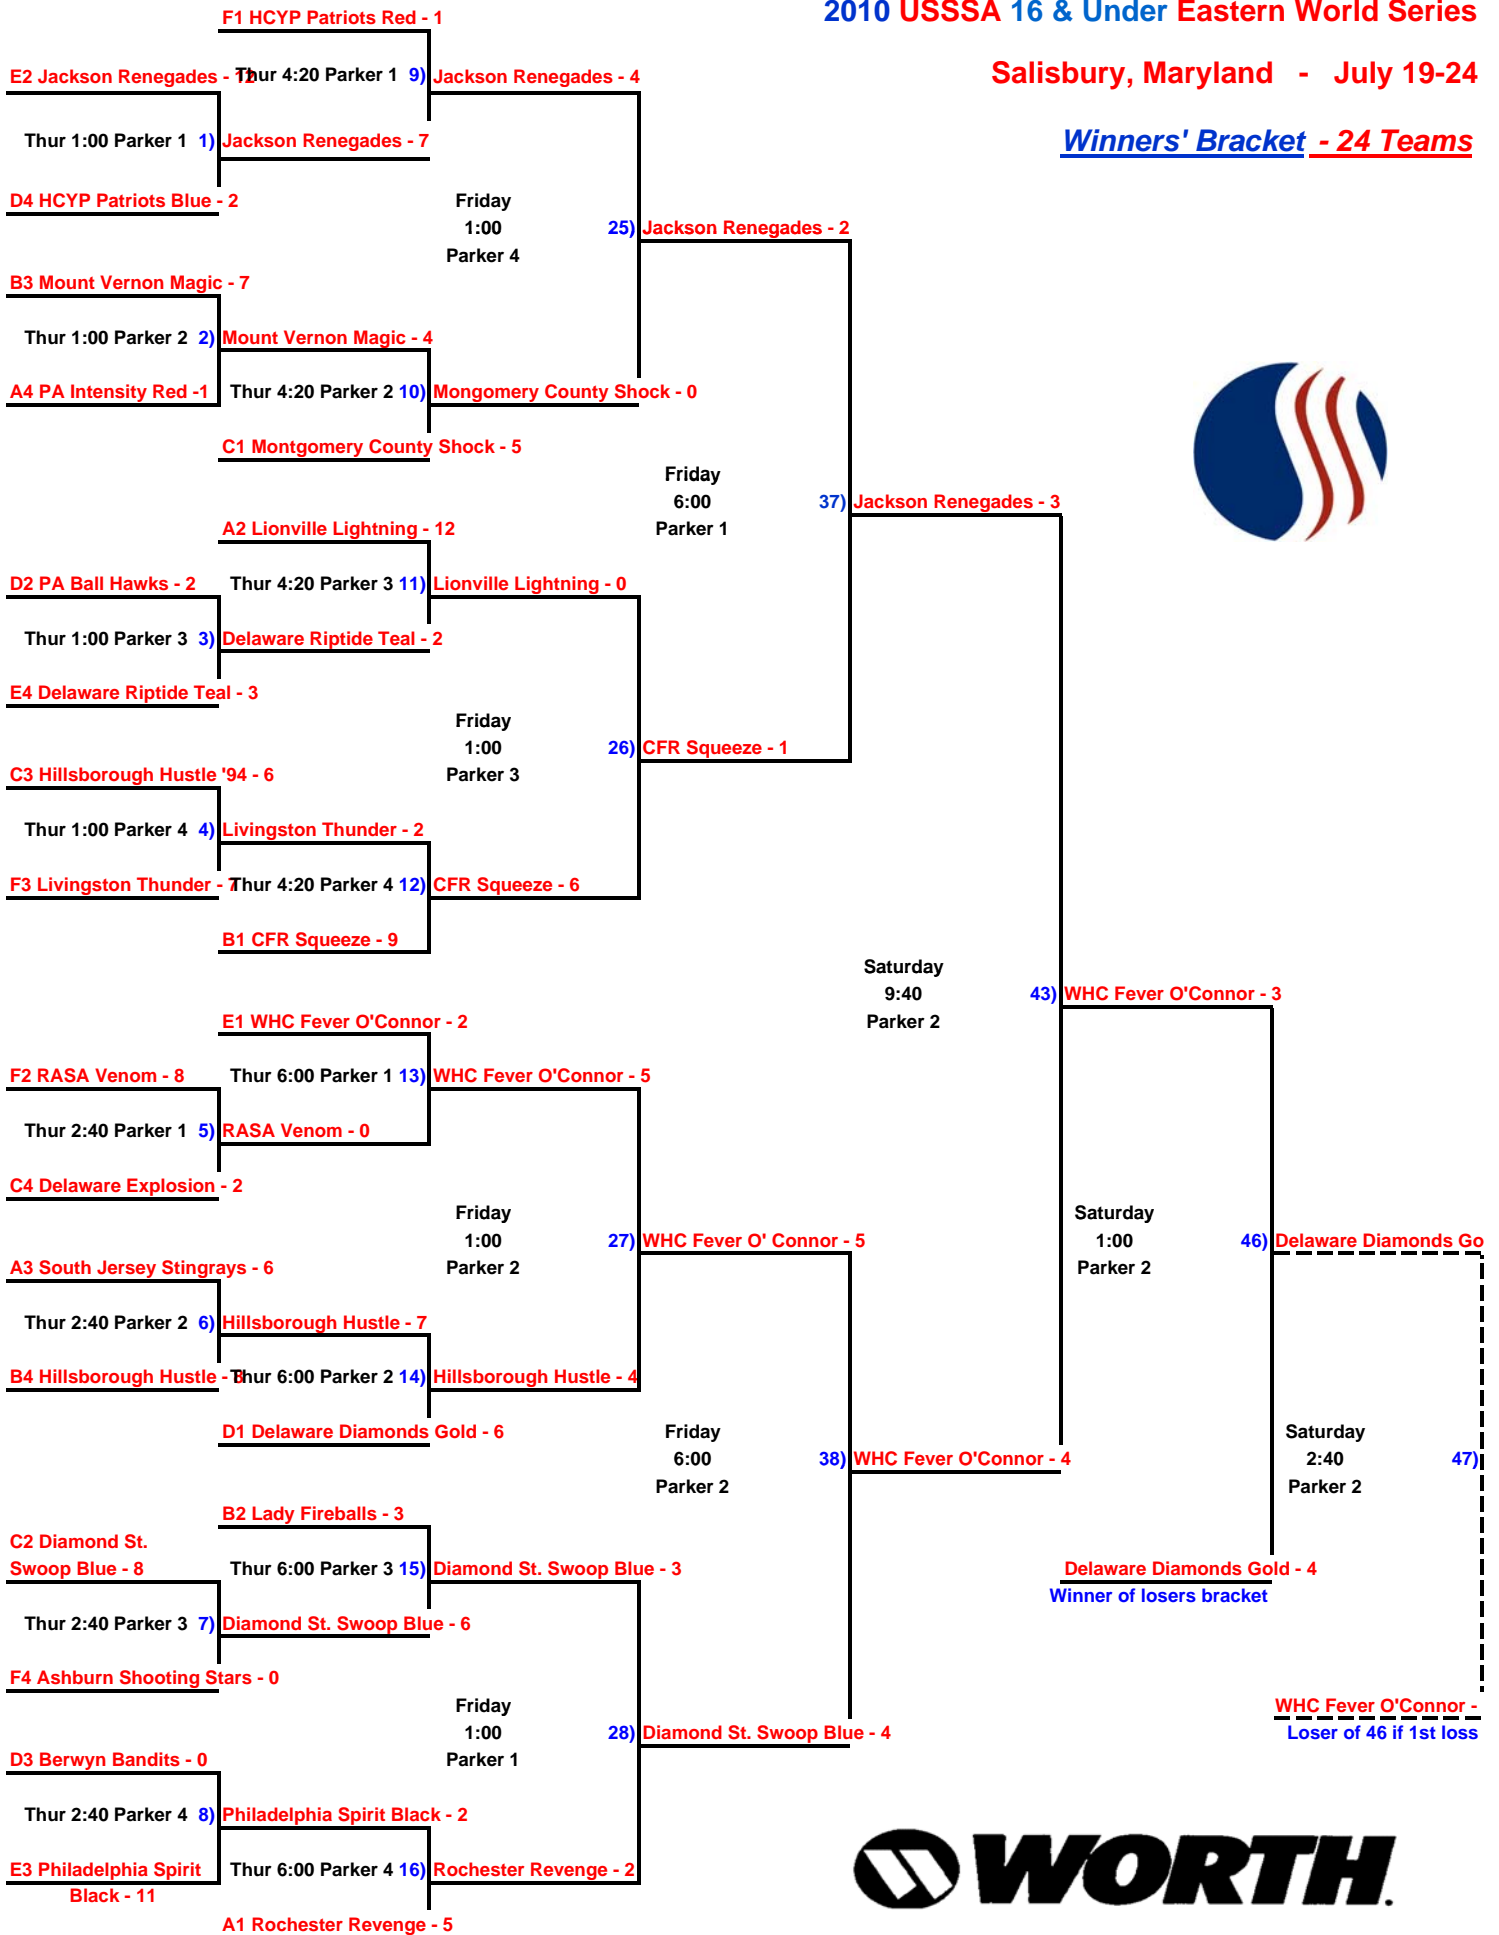 F1 HCYP Patriots Red - 1
2010 USSSA 16 & Under Eastern World Series
E2 Jackson Renegades - 12
Thur 4:20 Parker 1 9) Jackson Renegades - 4
Salisbury, Maryland - July 19-24
Thur 1:00 Parker 1 1) Jackson Renegades - 7
Winners' Bracket - 24 Teams
D4 HCYP Patriots Blue - 2
Friday
1:00
Parker 4
25) Jackson Renegades - 2
B3 Mount Vernon Magic - 7
Thur 1:00 Parker 2 2) Mount Vernon Magic - 4
A4 PA Intensity Red -1
Thur 4:20 Parker 2 10) Mongomery County Shock - 0
C1 Montgomery County Shock - 5
Friday
6:00
Parker 1
37) Jackson Renegades - 3
A2 Lionville Lightning - 12
D2 PA Ball Hawks - 2
Thur 4:20 Parker 3 11) Lionville Lightning - 0
Thur 1:00 Parker 3 3) Delaware Riptide Teal - 2
E4 Delaware Riptide Teal - 3
Friday
1:00
Parker 3
26) CFR Squeeze - 1
C3 Hillsborough Hustle '94 - 6
Thur 1:00 Parker 4 4) Livingston Thunder - 2
F3 Livingston Thunder - 7
Thur 4:20 Parker 4 12) CFR Squeeze - 6
B1 CFR Squeeze - 9
Saturday
9:40
Parker 2
43) WHC Fever O'Connor - 3
E1 WHC Fever O'Connor - 2
F2 RASA Venom - 8
Thur 6:00 Parker 1 13) WHC Fever O'Connor - 5
Thur 2:40 Parker 1 5) RASA Venom - 0
C4 Delaware Explosion - 2
Friday
1:00
Parker 2
27) WHC Fever O' Connor - 5
Saturday
1:00
Parker 2
46) Delaware Diamonds Go
A3 South Jersey Stingrays - 6
Thur 2:40 Parker 2 6) Hillsborough Hustle - 7
B4 Hillsborough Hustle - 8
Thur 6:00 Parker 2 14) Hillsborough Hustle - 4
D1 Delaware Diamonds Gold - 6
Friday
6:00
Parker 2
38) WHC Fever O'Connor - 4
Saturday
2:40
Parker 2
47)
B2 Lady Fireballs - 3
C2 Diamond St.
Swoop Blue - 8
Thur 6:00 Parker 3 15) Diamond St. Swoop Blue - 3
Delaware Diamonds Gold - 4
Winner of losers bracket
Thur 2:40 Parker 3 7) Diamond St. Swoop Blue - 6
F4 Ashburn Shooting Stars - 0
Friday
1:00
Parker 1
28) Diamond St. Swoop Blue - 4
WHC Fever O'Connor -
Loser of 46 if 1st loss
D3 Berwyn Bandits - 0
Thur 2:40 Parker 4 8) Philadelphia Spirit Black - 2
E3 Philadelphia Spirit
Black - 11
Thur 6:00 Parker 4 16) Rochester Revenge - 2
A1 Rochester Revenge - 5
WORTH.